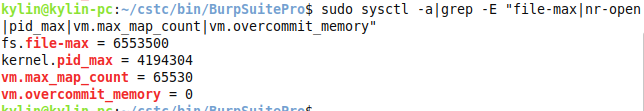 kylin@kylin-pc:~/cstc/bin/BurpSuitePro$ sudo sysctl -a|grep -E "file-max|nr-open
|pid_max|vm.max_map_count|vm.overcommit_memory"
fs.file-max = 6553500
kernel.pid_max = 4194304
vm.max_map_count = 65530
vm.overcommit_memory = 0
kylin@kylin-pc:~/cstc/bin/BurpSuitePro$